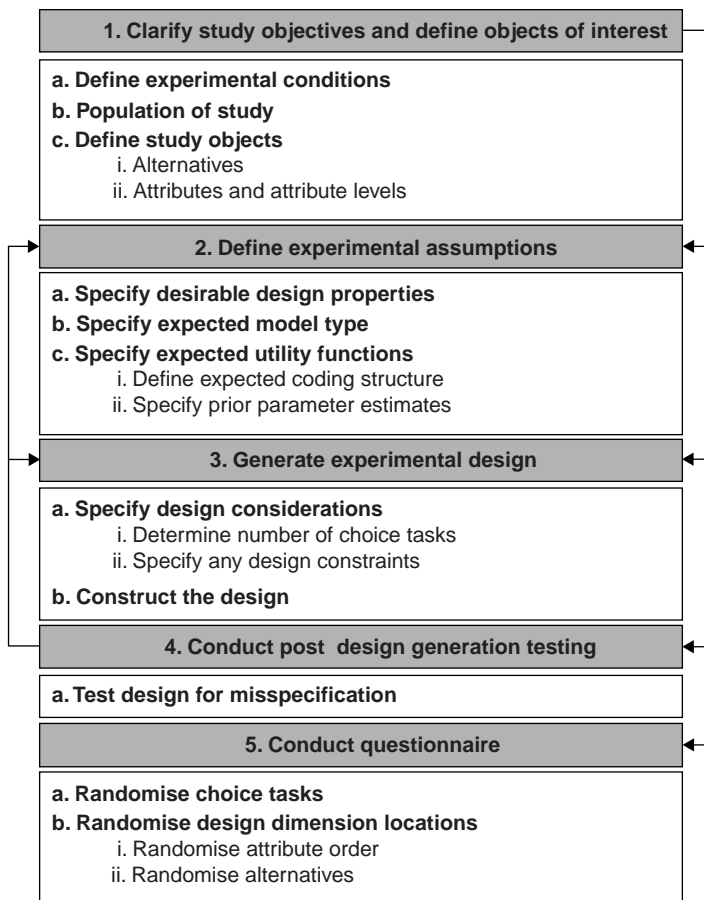 1. Clarify study objectives and define objects of interest
a. Define experimental conditions
b. Population of study
c. Define study objects
i. Alternatives
ii. Attributes and attribute levels
2. Define experimental assumptions
a. Specify desirable design properties
b. Specify expected model type
c. Specify expected utility functions
i. Define expected coding structure
ii. Specify prior parameter estimates
3. Generate experimental design
a. Specify design considerations
i. Determine number of choice tasks
ii. Specify any design constraints
b. Construct the design
4. Conduct post design generation testing
a. Test design for misspecification
5. Conduct questionnaire
a. Randomise choice tasks
b. Randomise design dimension locations
i. Randomise attribute order
ii. Randomise alternatives